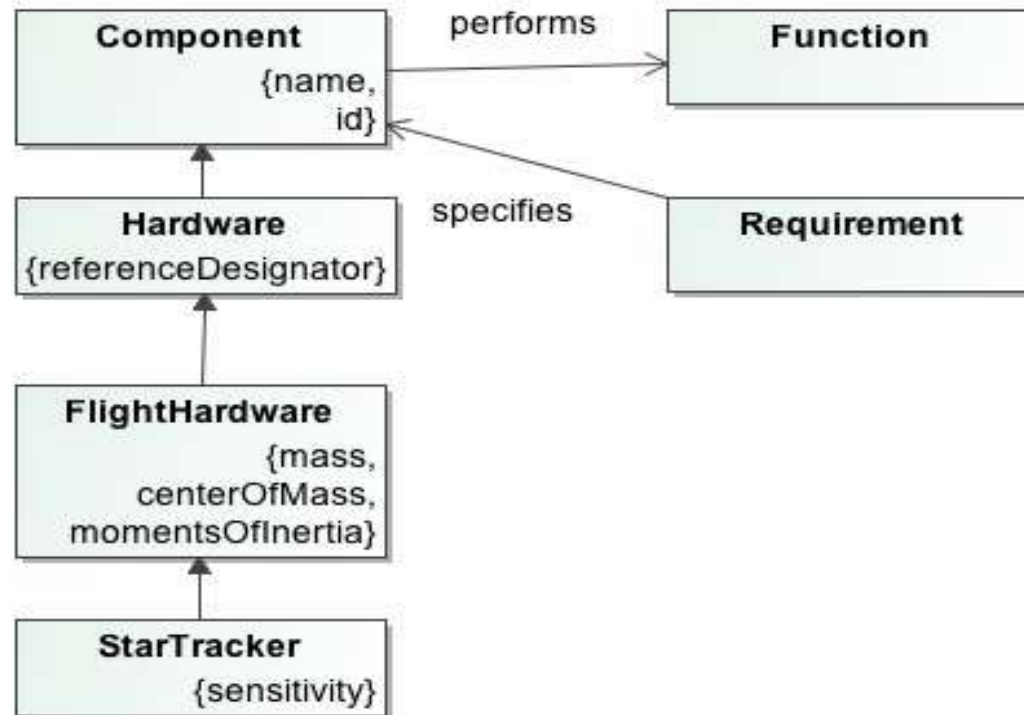 Component
{name,
id}
performs
Function
specifies
Requirement
Hardware
{referenceDesignator}
FlightHardware
{mass,
centerOfMass,
momentsOfInertia}
StarTracker
{sensitivity}